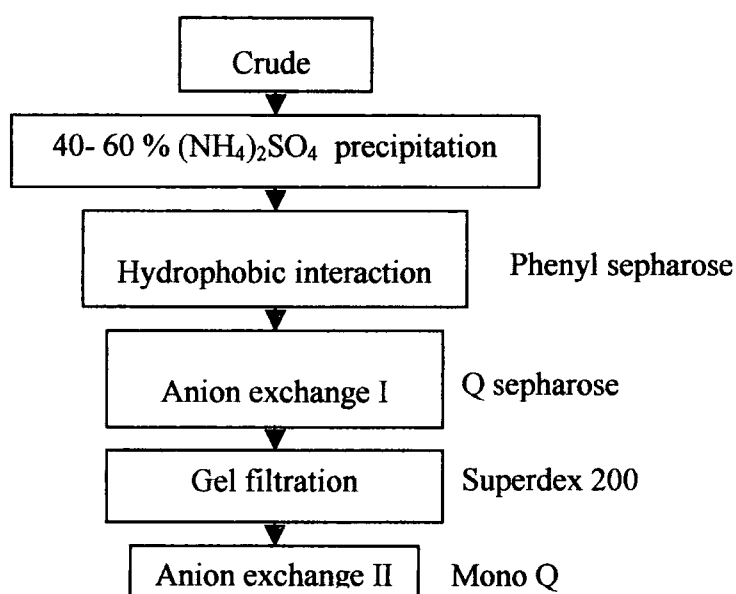 Crude
40- 60 % (NH₄)₂SO₄ precipitation
Hydrophobic interaction Phenyl sepharose
Anion exchange I Q sepharose
Gel filtration Superdex 200
Anion exchange II Mono Q